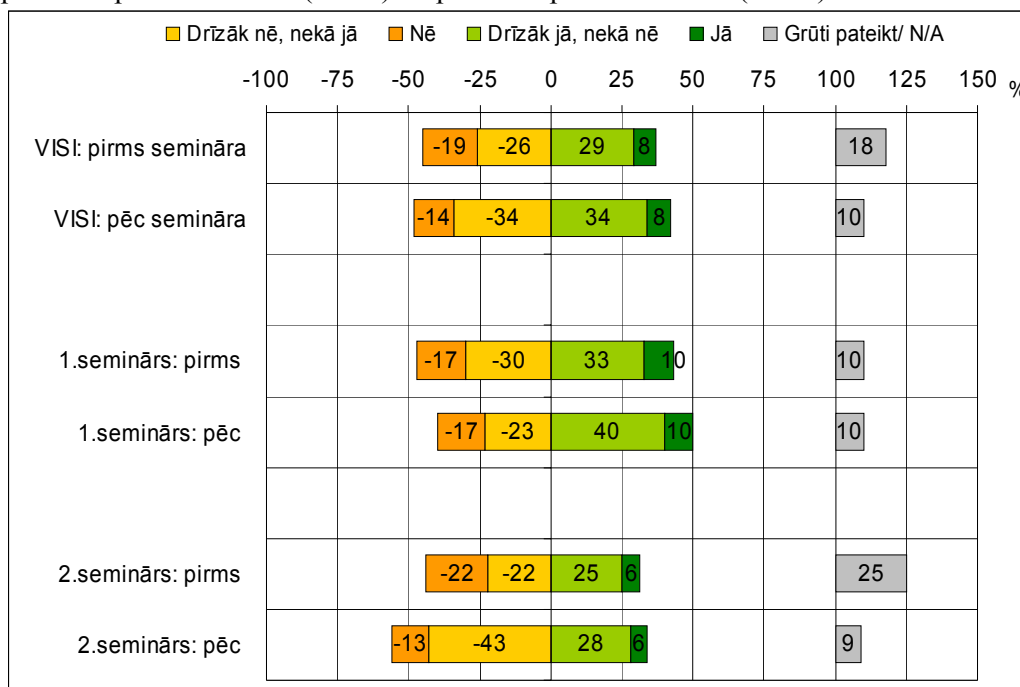 Drīzāk nē, nekā jā Nē Drīzāk jā, nekā nē Jā Grūti pateikt/ N/A
-100 -75 -50 -25 0 25 50 75 100 125 150 %
VISI: pirms semināra -19 -26 29 8 18
VISI: pēc semināra -14 -34 34 8 10
1.seminārs: pirms -17 -30 33 10 10
1.seminārs: pēc -17 -23 40 10 10
2.seminārs: pirms -22 -22 25 6 25
2.seminārs: pēc -13 -43 28 6 9